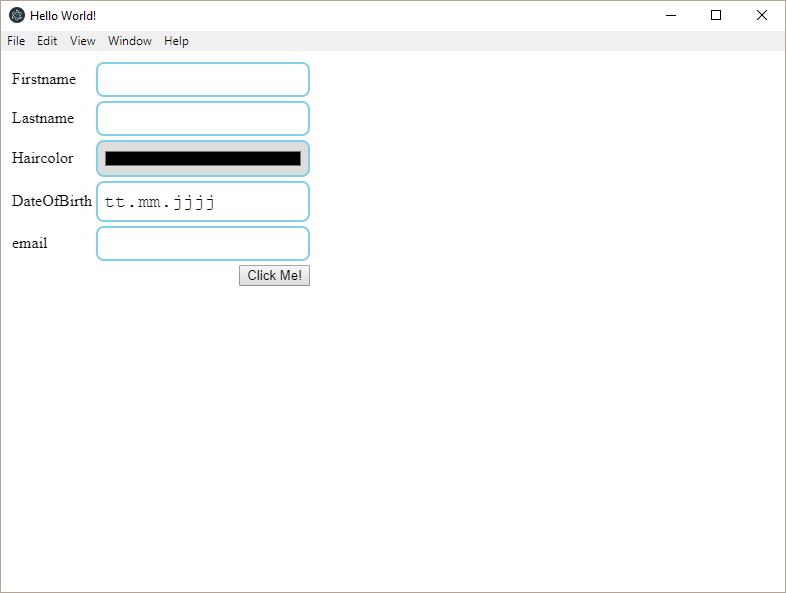 Hello World!
File Edit View Window Help
Firstname
Lastname
Haircolor
DateOfBirth tt.mm.jjjj
email
Click Me!